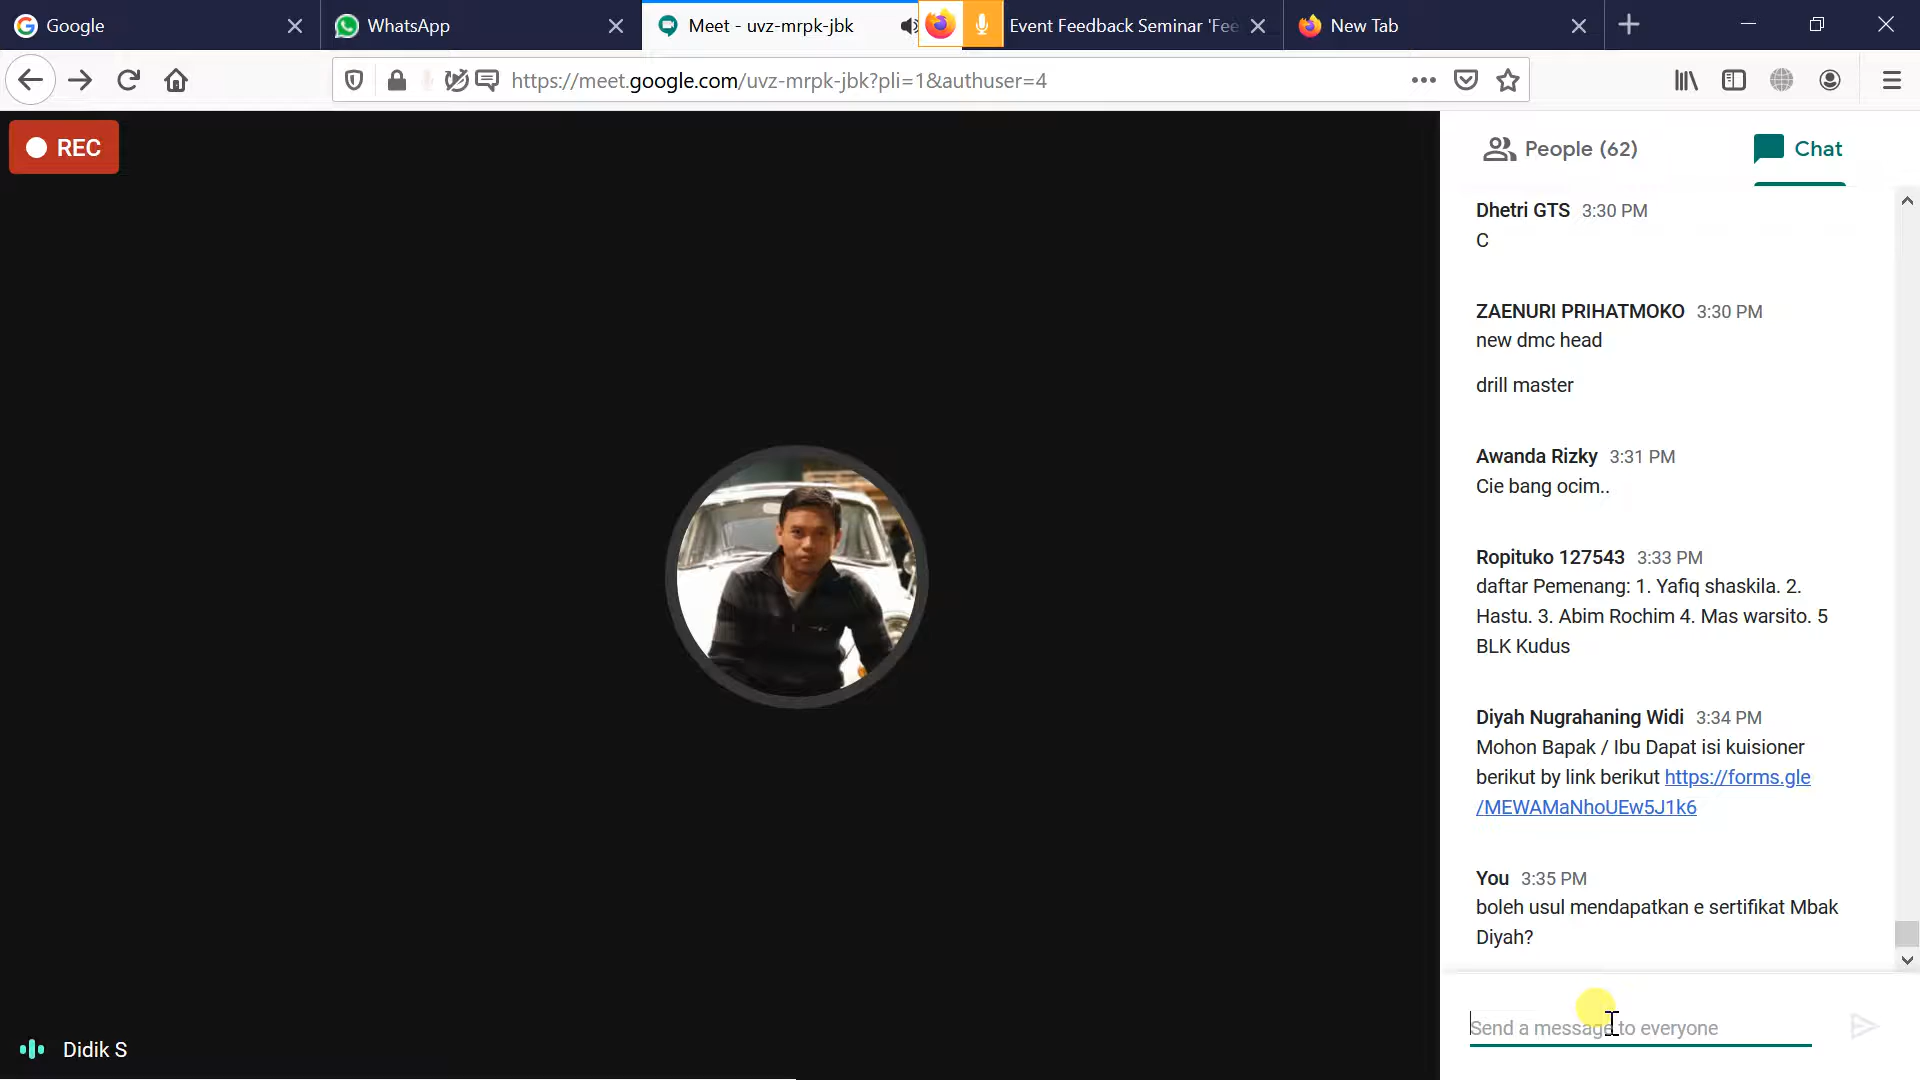 Google
WhatsApp
Meet - uvz-mrpk-jbk
Event Feedback Seminar 'Fee
New Tab
https://meet.google.com/uvz-mrpk-jbk?pli=1&authuser=4
REC
People (62)
Chat
Dhetri GTS 3:30 PM
C
ZAENURI PRIHATMOKO 3:30 PM
new dmc head
drill master
Awanda Rizky 3:31 PM
Cie bang ocim..
Ropituko 127543 3:33 PM
daftar Pemenang: 1. Yafiq shaskila. 2.
Hastu. 3. Abim Rochim 4. Mas warsito. 5
BLK Kudus
Diyah Nugrahaning Widi 3:34 PM
Mohon Bapak / Ibu Dapat isi kuisioner
berikut by link berikut https://forms.gle
/MEWAMaNhoUEw5J1k6
You 3:35 PM
boleh usul mendapatkan e sertifikat Mbak
Diyah?
Send a message to everyone
Didik S